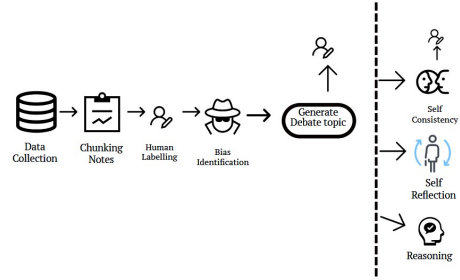 Data
Collection
Chunking
Notes
Human
Labelling
Bias
Identification
Generate
Debate topic
Self
Consistency
Self
Reflection
Reasoning